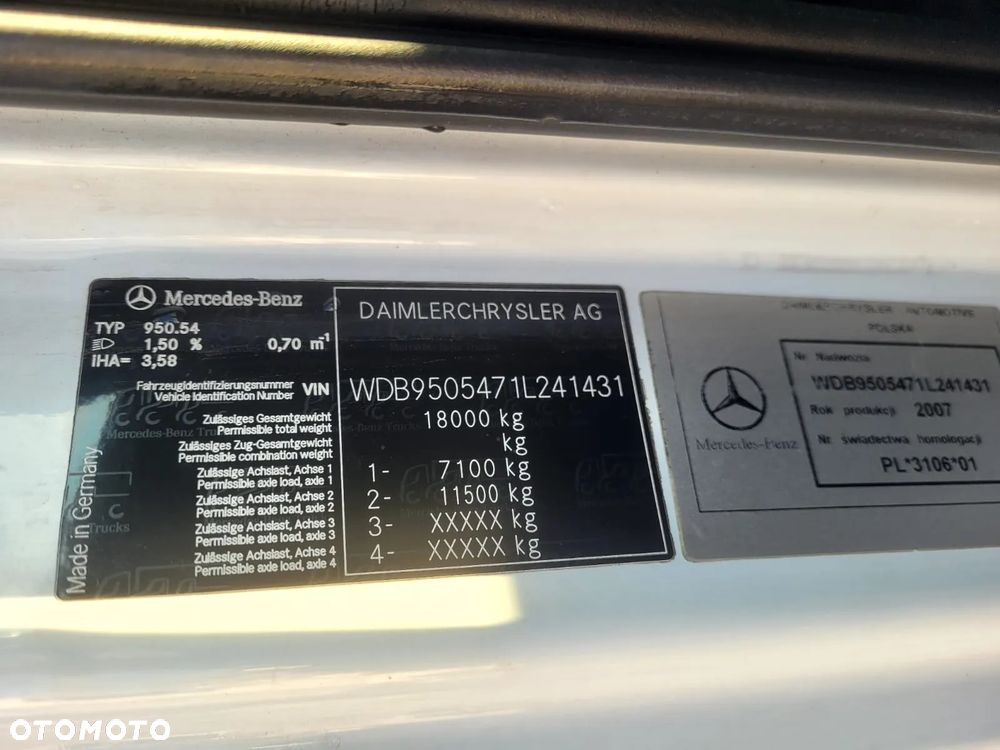 Mercedes-Benz
TYP 950.54
1,50 % 0,70 m⁻¹
IHA= 3,58
Fahrzeugidentifizierungsnummer
Vehicle Identification Number VIN
Zulässiges Gesamtgewicht
Permissible total weight
Zulässiges Zug-Gesamtgewicht
Permissible combination weight
Zulässige Achslast, Achse 1
Permissible axle load, axle 1
Zulässige Achslast, Achse 2
Permissible axle load, axle 2
Zulässige Achslast, Achse 3
Permissible axle load, axle 3
Zulässige Achslast, Achse 4
Permissible axle load, axle 4
Made in Germany
DAIMLERCHRYSLER AG
WDB9505471L241431
18000 kg
kg
1- 7100 kg
2- 11500 kg
3- XXXXX kg
4- XXXXX kg
Mercedes-Benz Trucks
Trucks
DAIMLERCHRYSLER AUTOMOTIVE
POLSKA
Mercedes-Benz
Nr Nadwozia
WDB9505471L241431
Rok produkcji 2007
Nr świadectwa homologacji
PL*3106*01
OTOMOTO